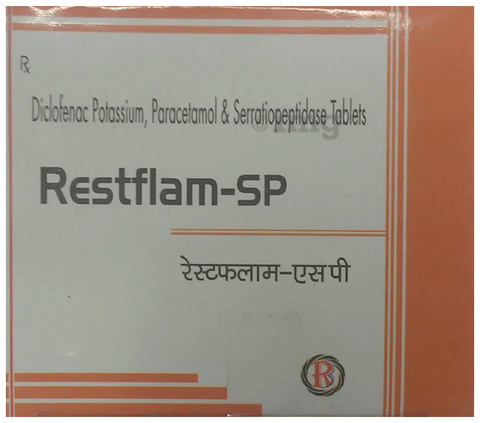 Rx
Diclofenac Potassium, Paracetamol & Serratiopeptidase Tablets
Restflam-SP
रेस्टफलाम-एसपी
R